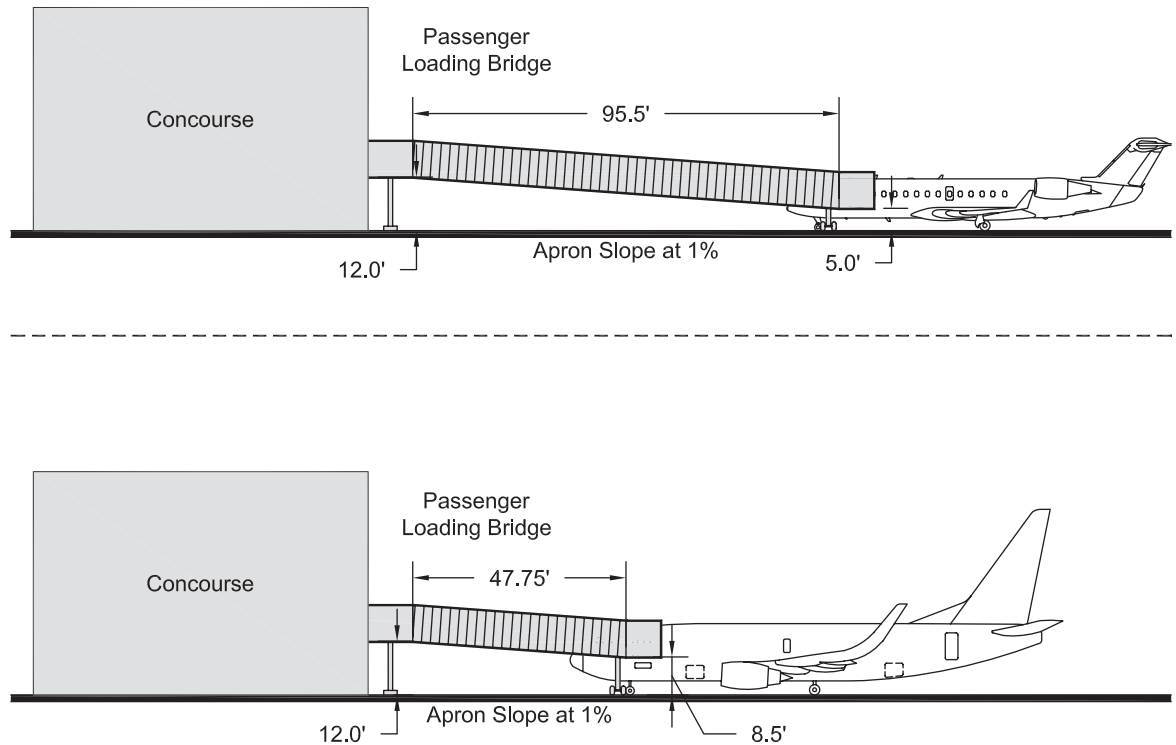 Passenger
Loading Bridge
95.5'
Concourse
Apron Slope at 1%
12.0'
5.0'
Passenger
Loading Bridge
47.75'
Concourse
Apron Slope at 1%
12.0'
8.5'